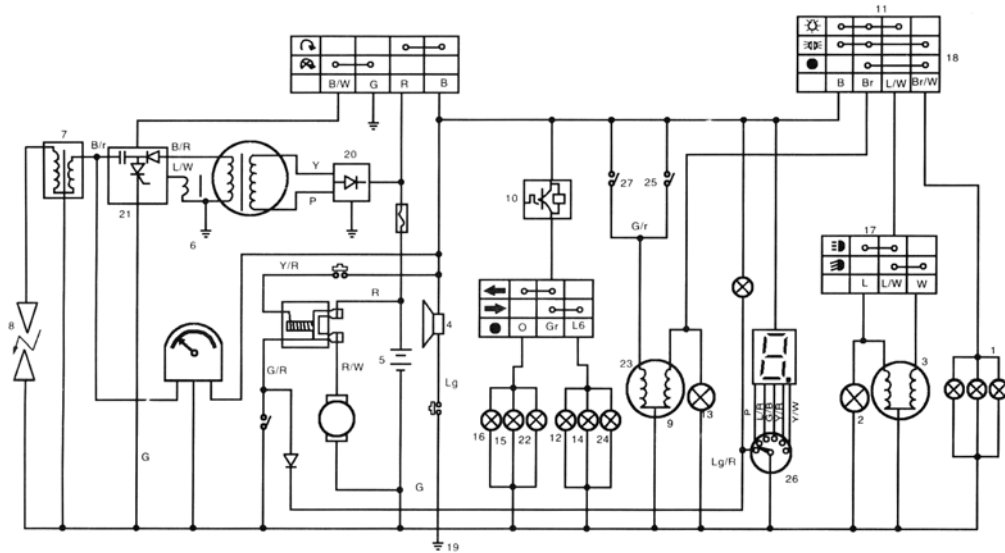 11
18
B/W G R B
B Br L/W Br/W
7
B/r
B/R
L/W
Y
20
P
21
6
10
27
25
G/r
17
L L/W W
Y/R
R
4
8
5
O Gr L6
23
3
1
G/R
R/W
Lg
16
15
22
12
14
24
9
13
2
P
L/R
G/B
Y/R
Y/W
Lg/R
26
G
G
19